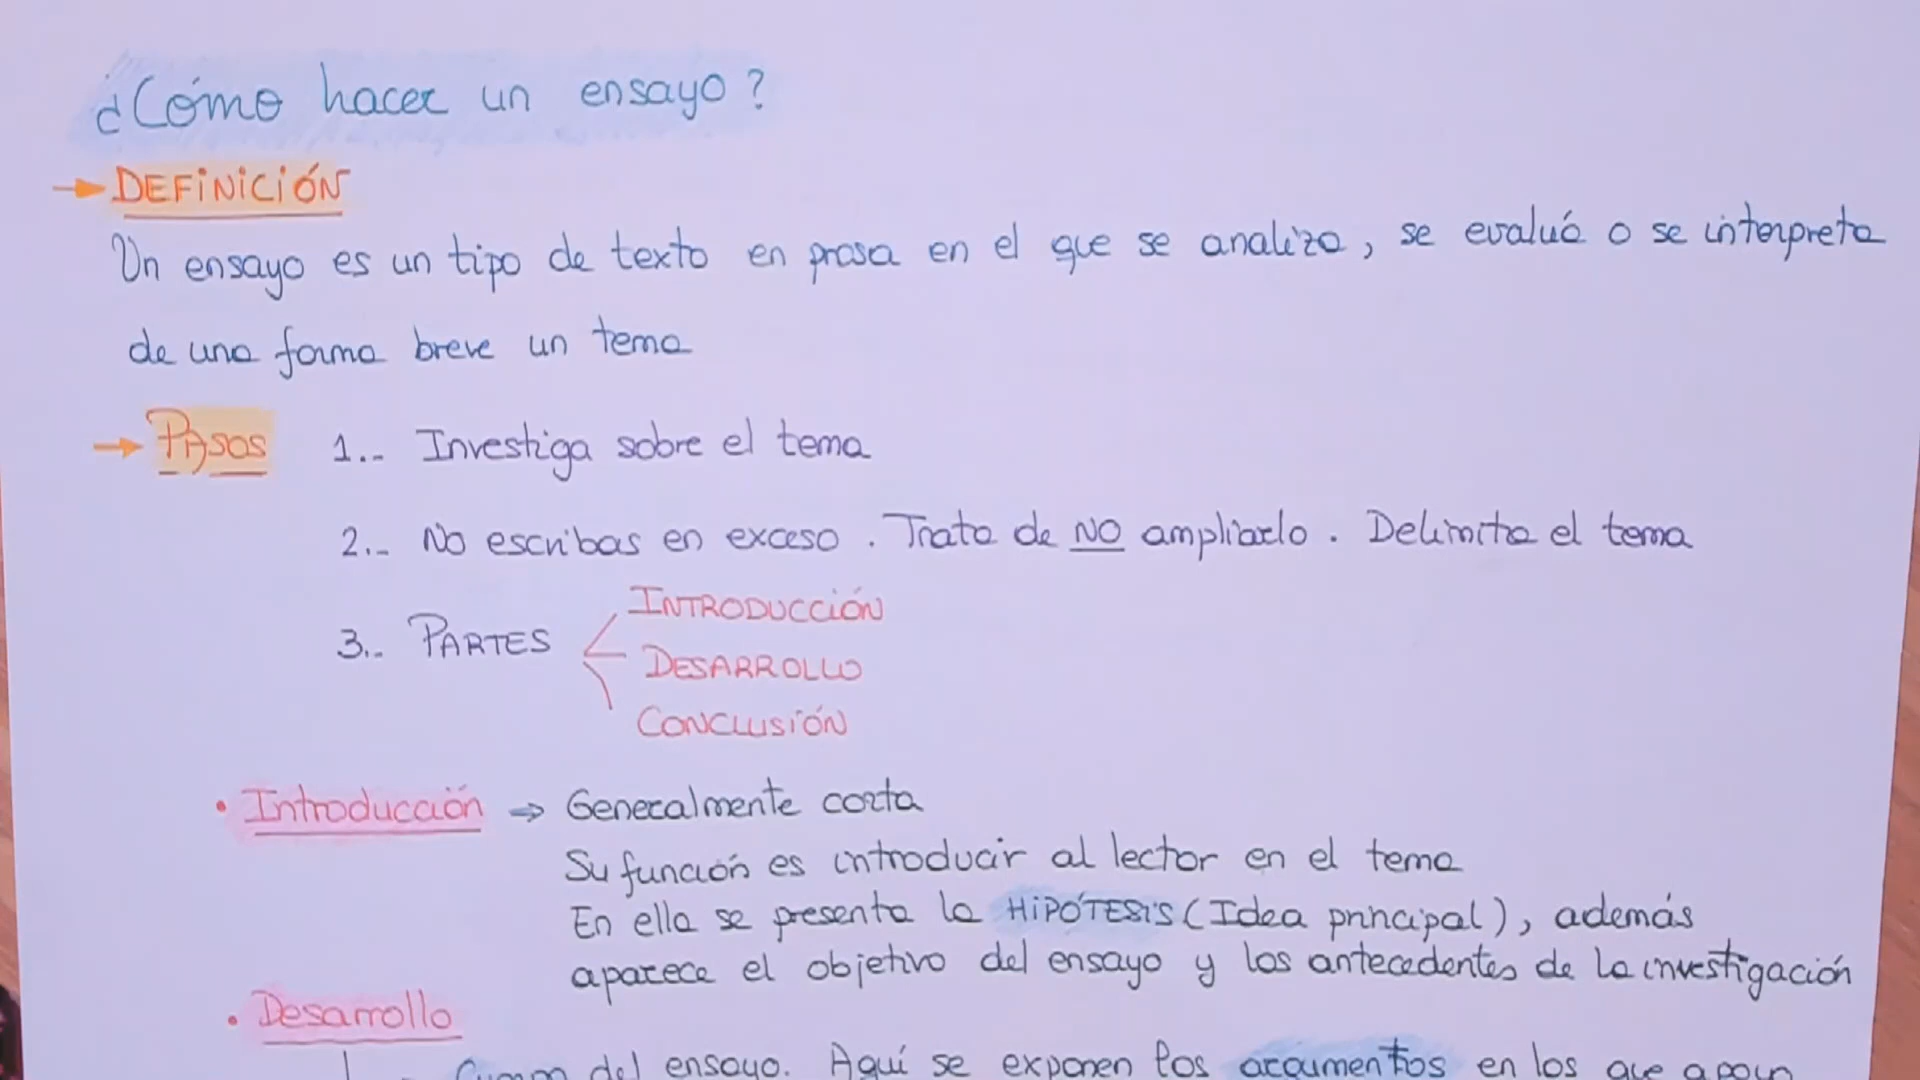 ¿Cómo hacer un ensayo?
→ DEFINICIÓN
Un ensayo es un tipo de texto en prosa en el que se analiza, se evalúa o se interpreta
de una forma breve un tema
→ PASOS 1.- Investiga sobre el tema
2.- No escribas en exceso. Trata de NO ampliarlo. Delimita el tema
3.- PARTES
INTRODUCCIÓN
DESARROLLO
CONCLUSIÓN
• Introducción ⇒ Generalmente corta
Su función es introducir al lector en el tema
En ella se presenta la HIPÓTESIS (Idea principal), además
aparece el objetivo del ensayo y los antecedentes de la investigación
• Desarrollo
del ensayo. Aquí se exponen los argumentos en los que